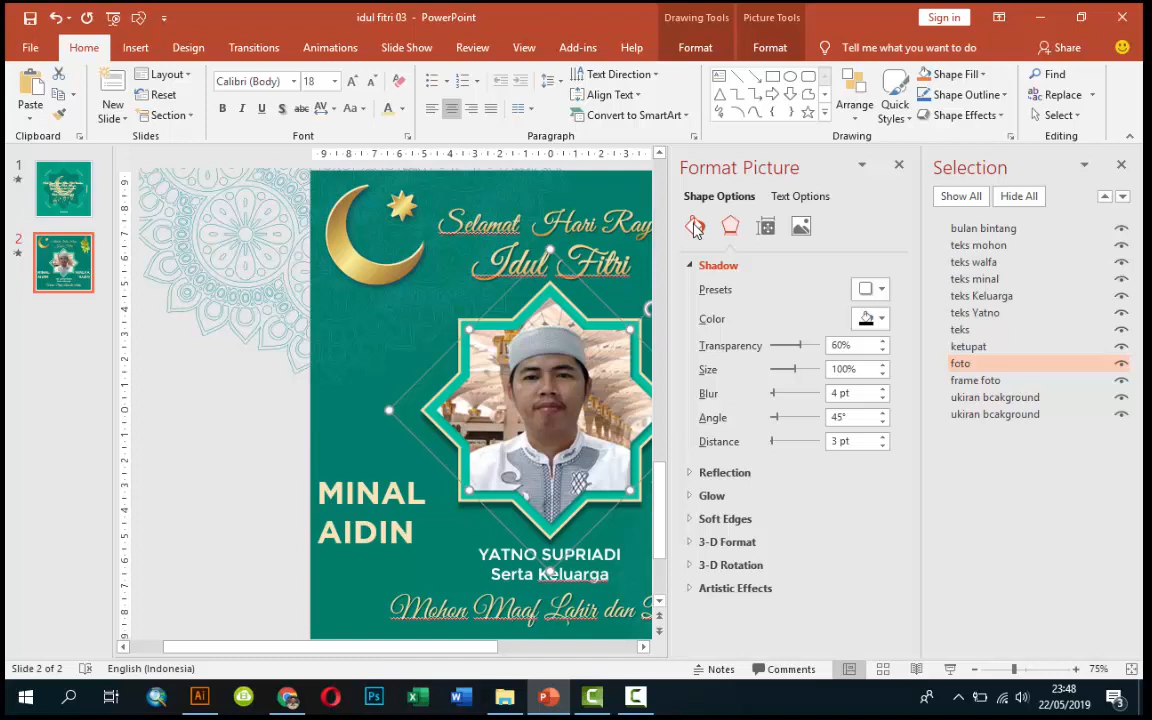 idul fitri 03 - PowerPoint
Drawing Tools
Picture Tools
Sign in
File
Home
Insert
Design
Transitions
Animations
Slide Show
Review
View
Add-ins
Help
Format
Format
Tell me what you want to do
Share
Paste
New
Slide
Layout
Reset
Section
Calibri (Body)
18
Text Direction
Align Text
Convert to SmartArt
Arrange
Quick
Styles
Shape Fill
Shape Outline
Shape Effects
Find
Replace
Select
Clipboard
Slides
Font
Paragraph
Drawing
Editing
1
2
Selamat Hari Ray
Idul Fitri
MINAL
AIDIN
YATNO SUPRIADI
Serta Keluarga
Mohon Maaf Lahir dan
Format Picture
Shape Options
Text Options
Shadow
Presets
Color
Transparency
60%
Size
100%
Blur
4 pt
Angle
45°
Distance
3 pt
Reflection
Glow
Soft Edges
3-D Format
3-D Rotation
Artistic Effects
Selection
Show All
Hide All
bulan bintang
teks mohon
teks walfa
teks minal
teks Keluarga
teks Yatno
teks
ketupat
foto
frame foto
ukiran bcakground
ukiran bcakground
Slide 2 of 2
English (Indonesia)
Notes
Comments
75%
23:48
22/05/2019